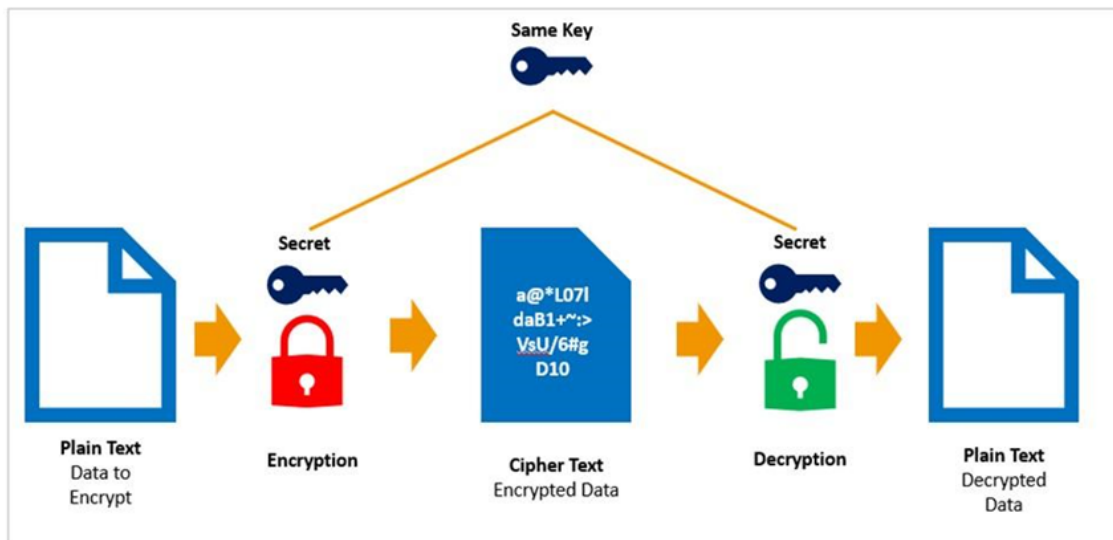 Same Key
Secret
Secret
a@*L07l
daB1+~:>
VsU/6#g
D10
Plain Text
Data to
Encrypt
Encryption
Cipher Text
Encrypted Data
Decryption
Plain Text
Decrypted
Data